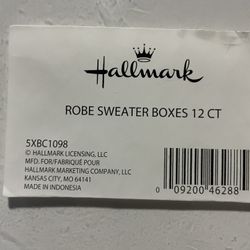 Hallmark
ROBE SWEATER BOXES 12 CT
5XBC1098
© HALLMARK LICENSING, LLC
MFD. FOR/FABRIQUÉ POUR
HALLMARK MARKETING COMPANY, LLC
KANSAS CITY, MO 64141
MADE IN INDONESIA
0 09200 46288